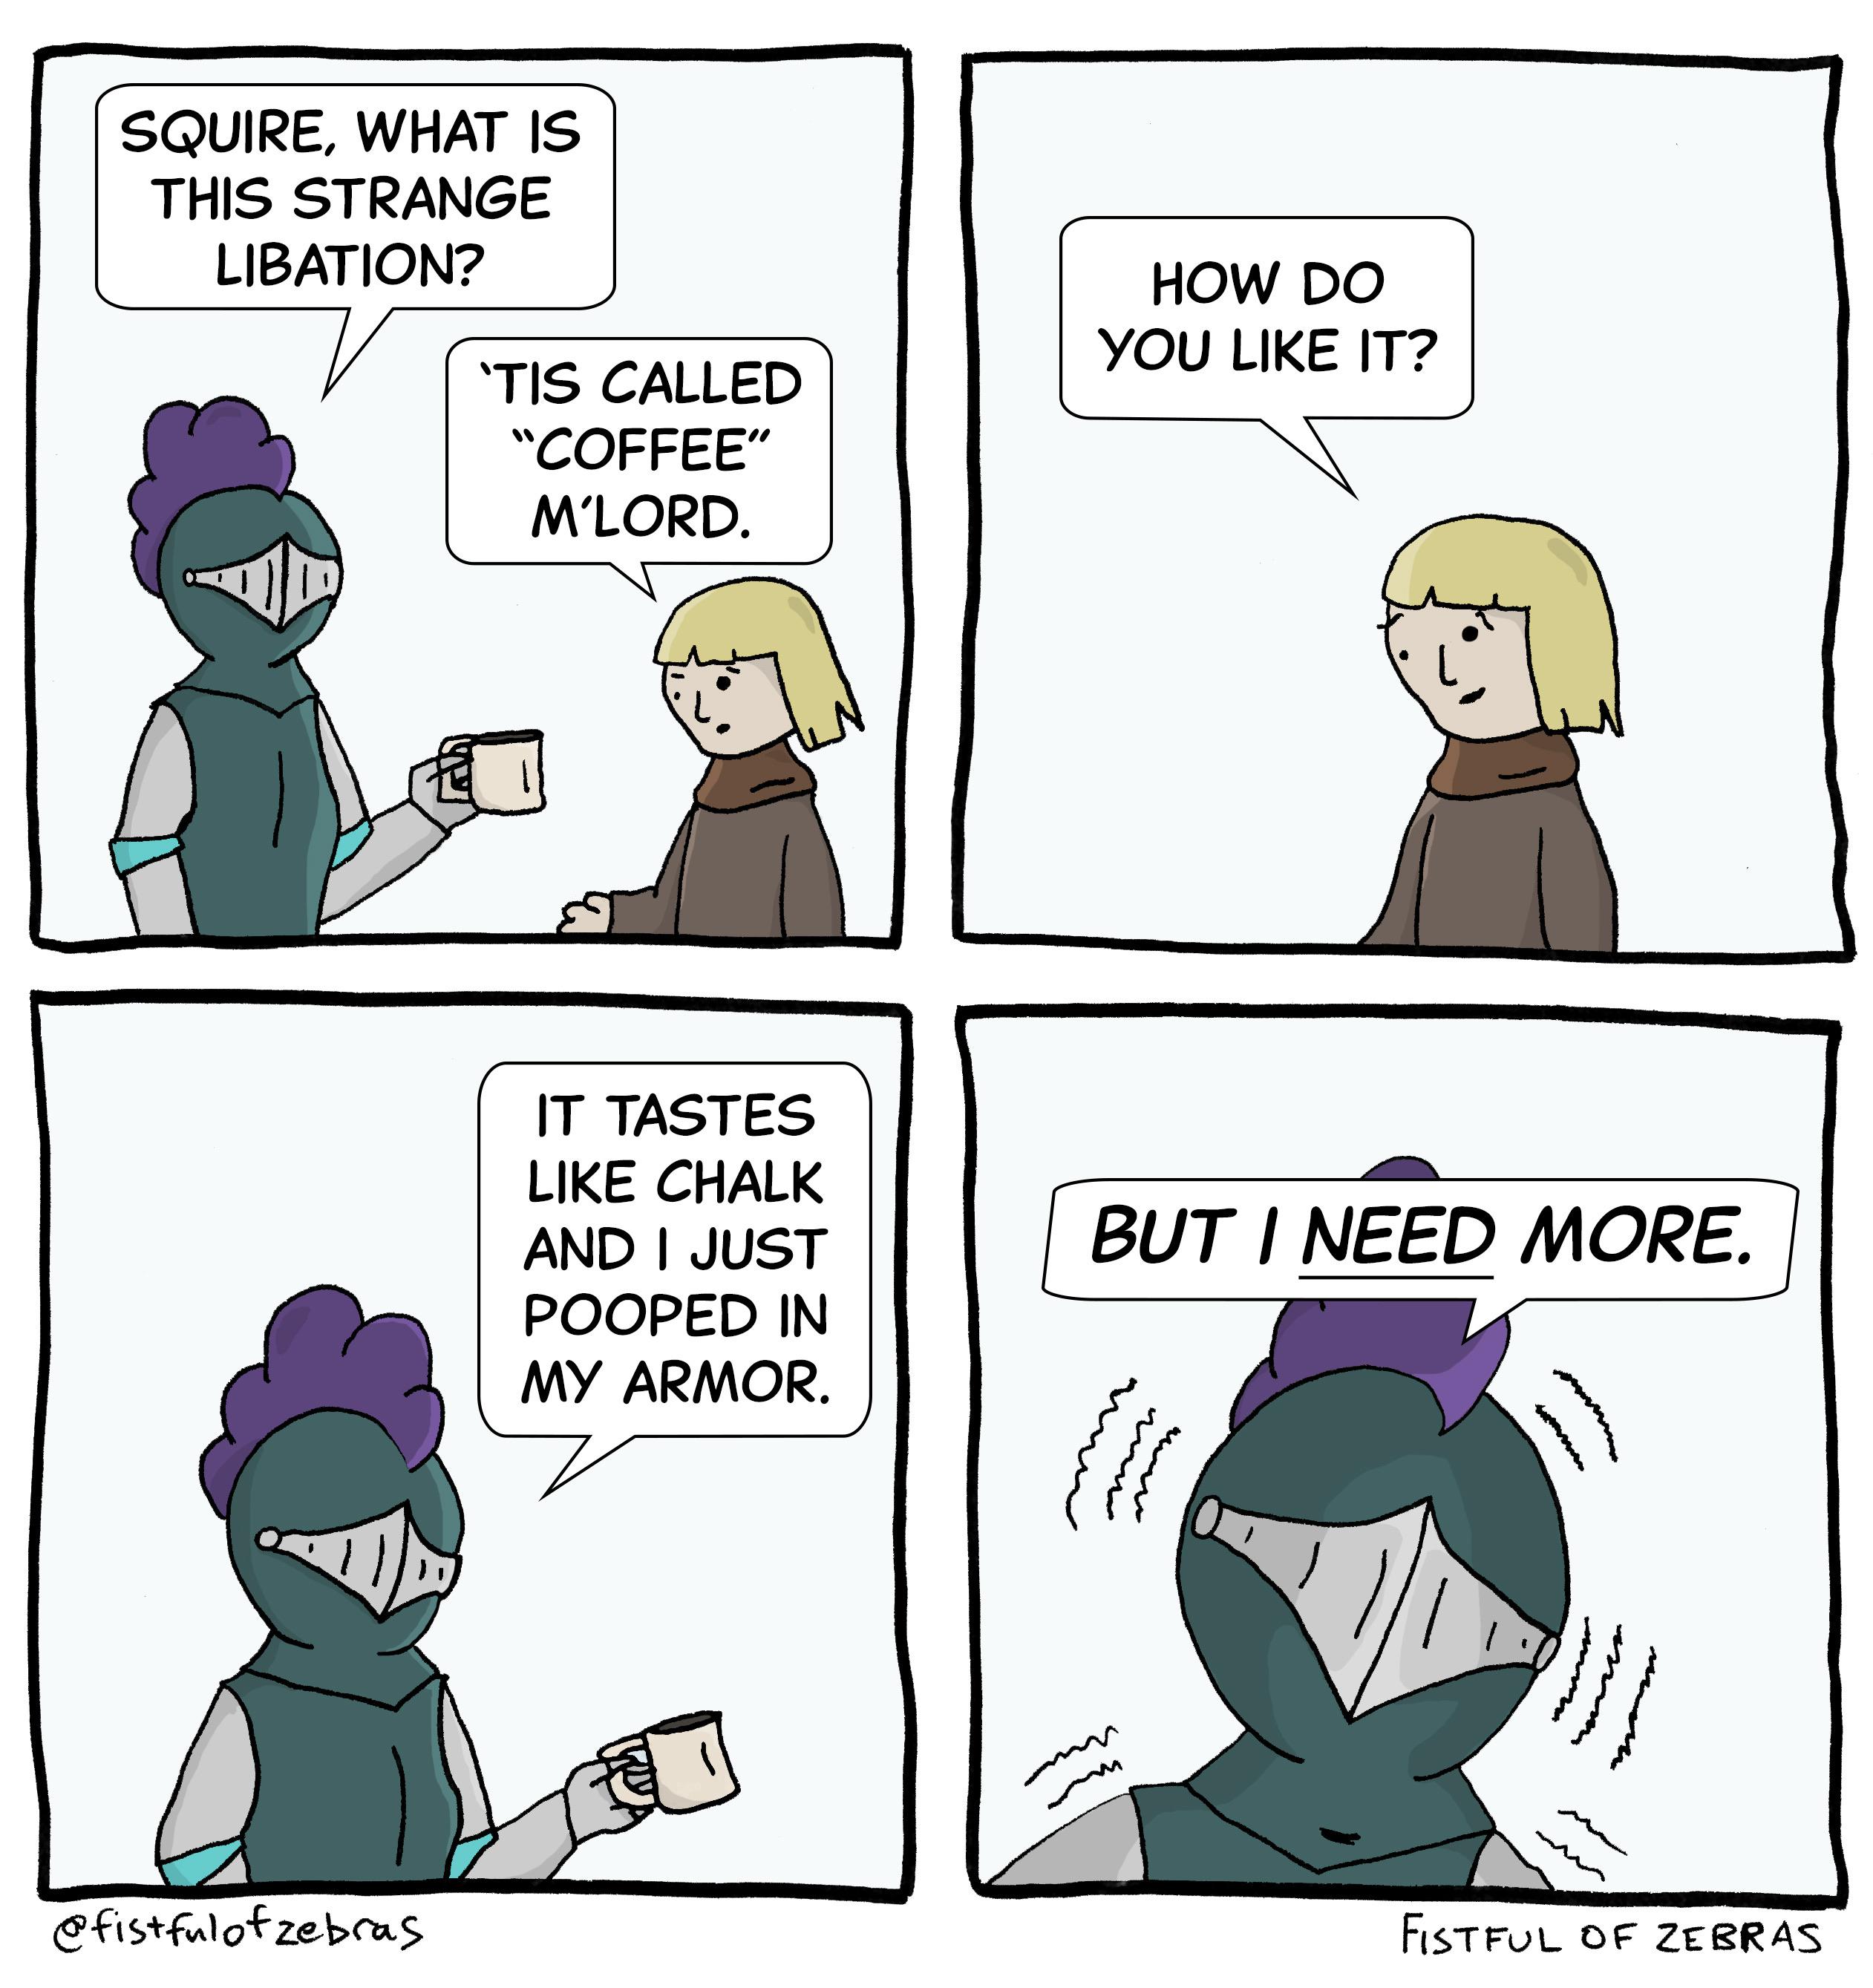 SQUIRE, WHAT IS
THIS STRANGE
LIBATION?
‘TIS CALLED
“COFFEE”
M’LORD.
HOW DO
YOU LIKE IT?
IT TASTES
LIKE CHALK
AND I JUST
POOPED IN
MY ARMOR.
BUT I NEED MORE.
@fistfulofzebras
FISTFUL OF ZEBRAS